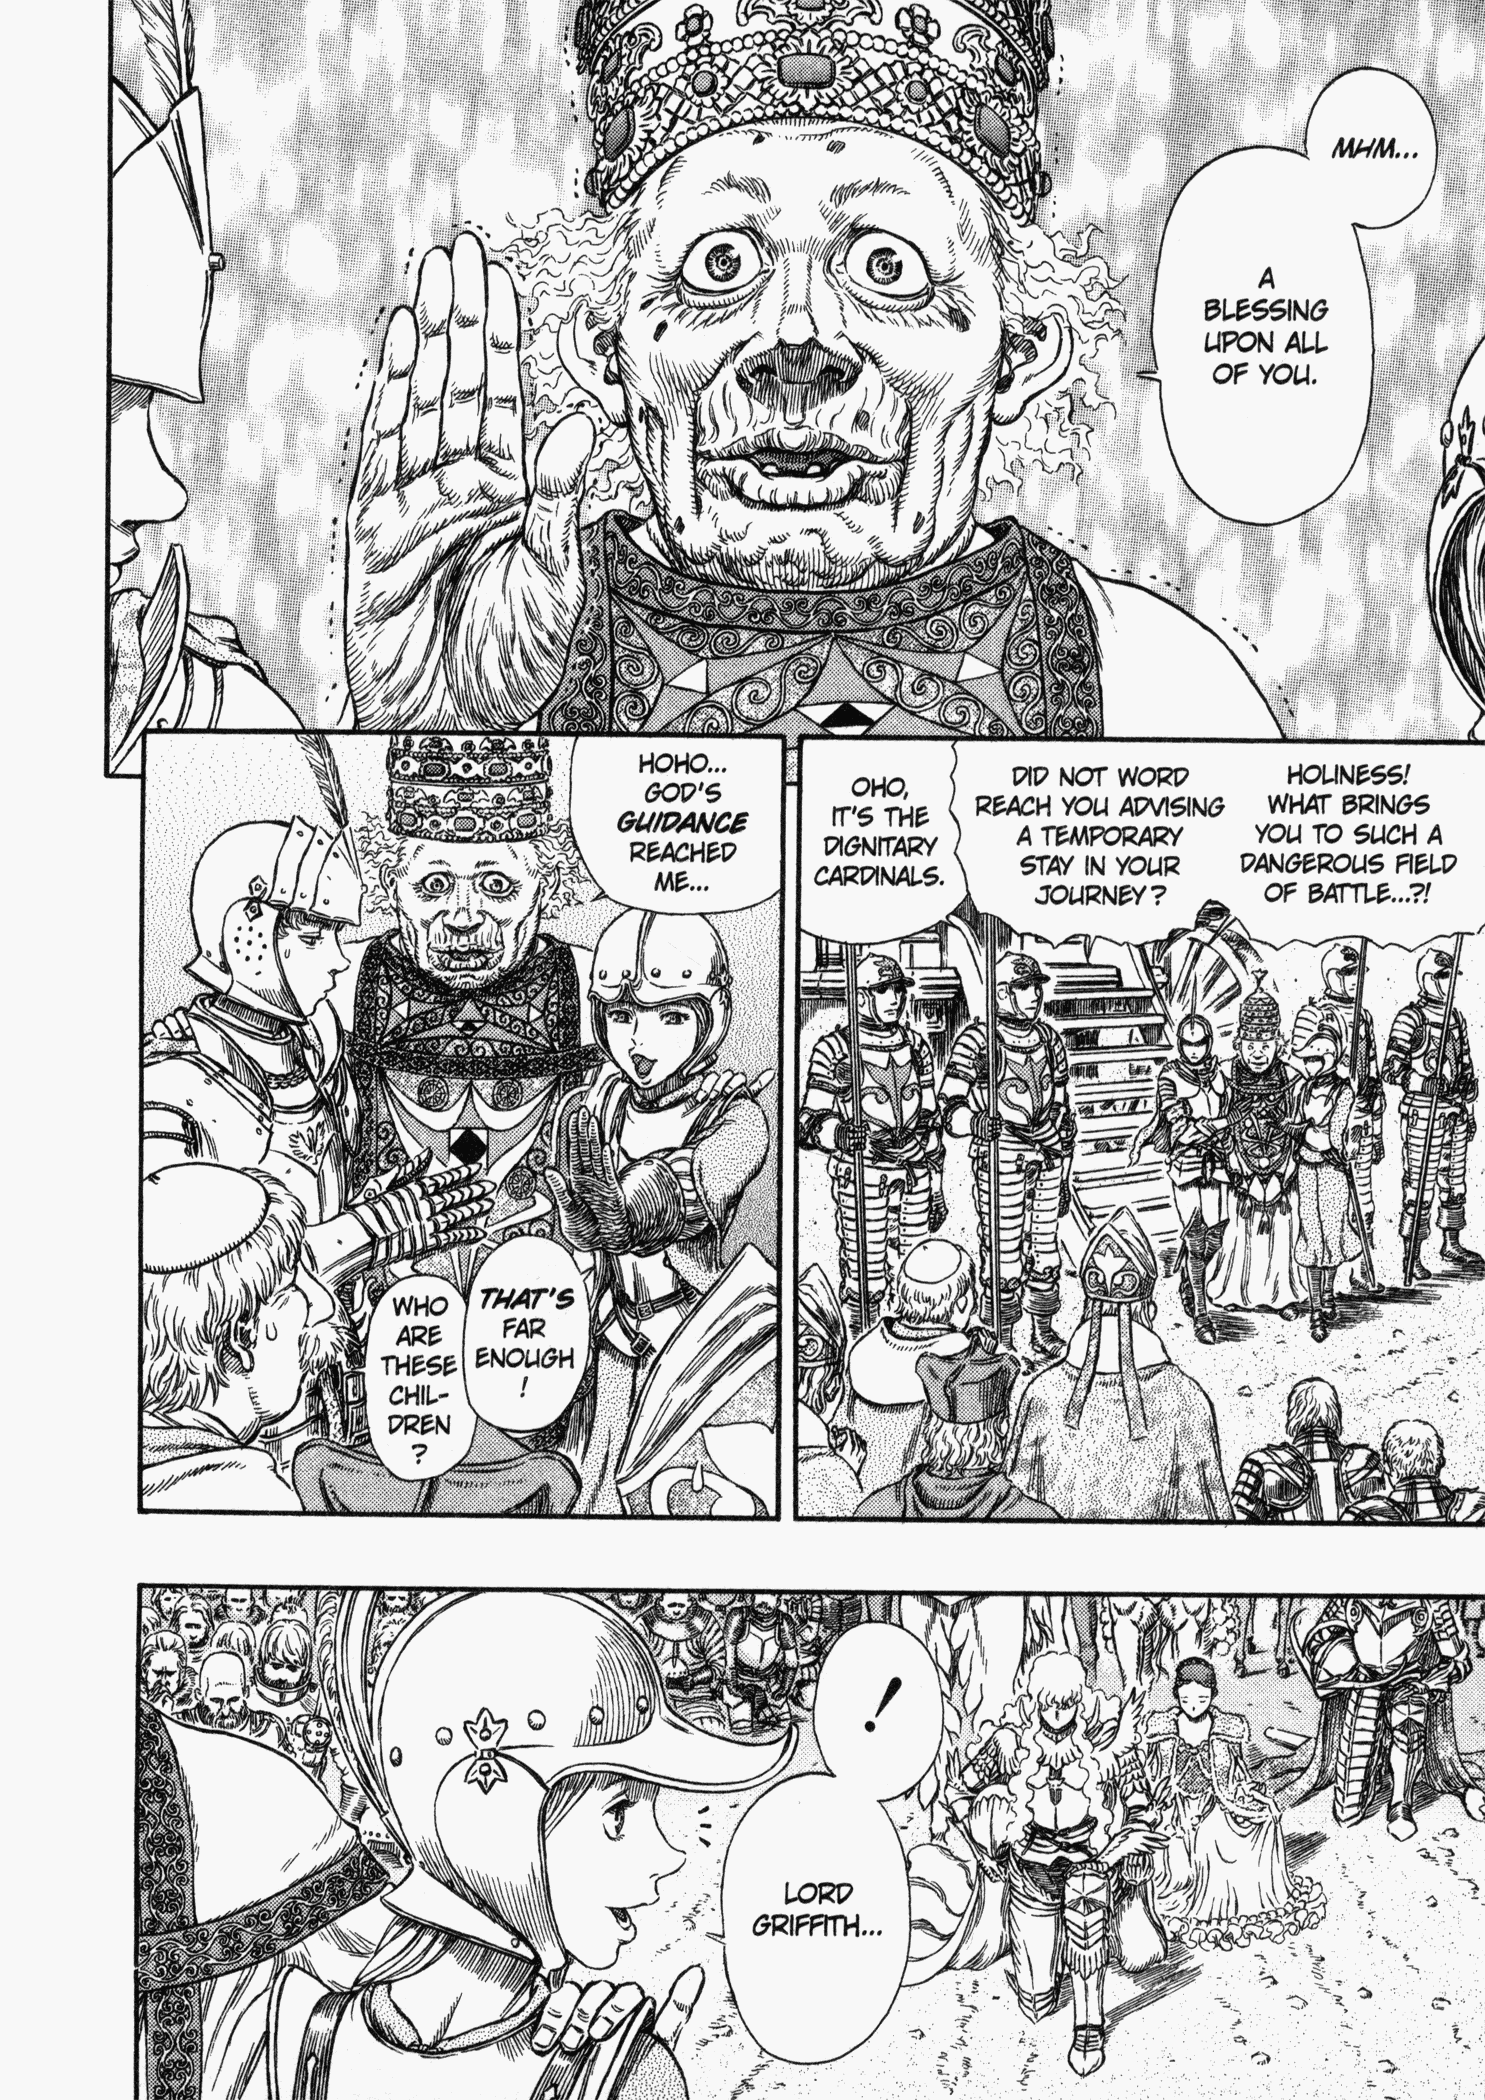 MHM...
A
BLESSING
UPON ALL
OF YOU.
HOLINESS!
WHAT BRINGS
YOU TO SUCH A
DANGEROUS FIELD
OF BATTLE...?!
DID NOT WORD
REACH YOU ADVISING
A TEMPORARY
STAY IN YOUR
JOURNEY?
OHO,
IT'S THE
DIGNITARY
CARDINALS.
HOHO...
GOD'S
GUIDANCE
REACHED
ME...
THAT'S
FAR
ENOUGH
!
WHO
ARE
THESE
CHIL-
DREN
?
!
LORD
GRIFFITH...